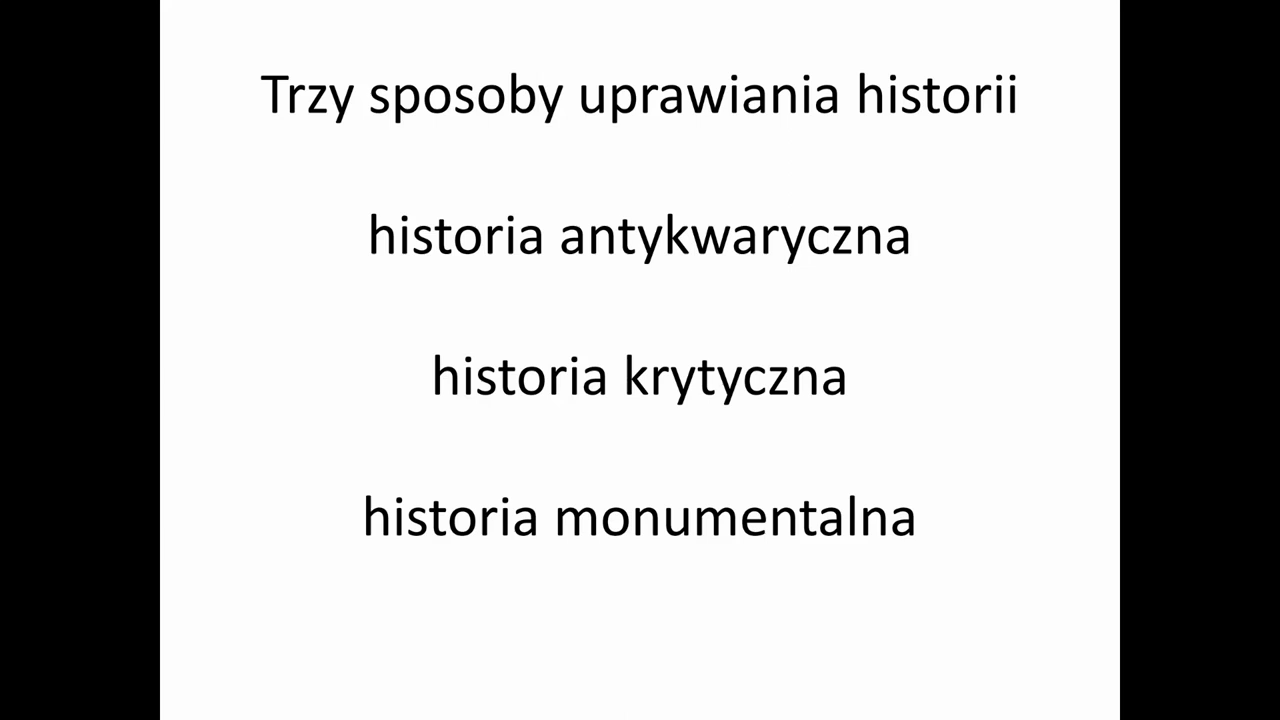 Trzy sposoby uprawiania historii
historia antykwaryczna
historia krytyczna
historia monumentalna